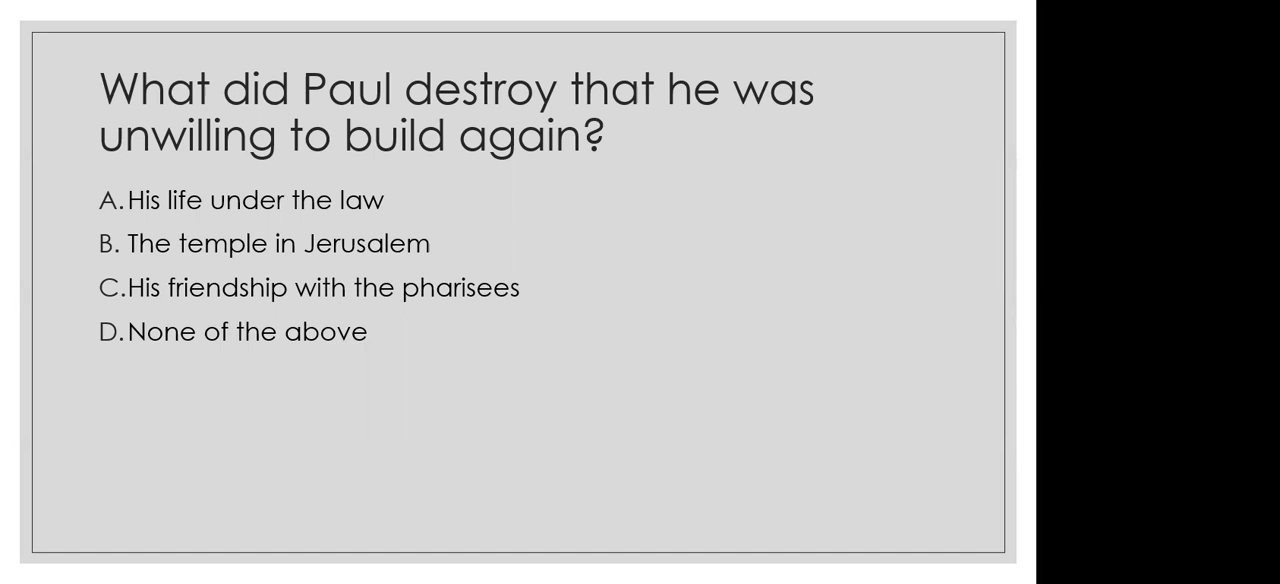 What did Paul destroy that he was
unwilling to build again?
A. His life under the law
B. The temple in Jerusalem
C. His friendship with the pharisees
D. None of the above